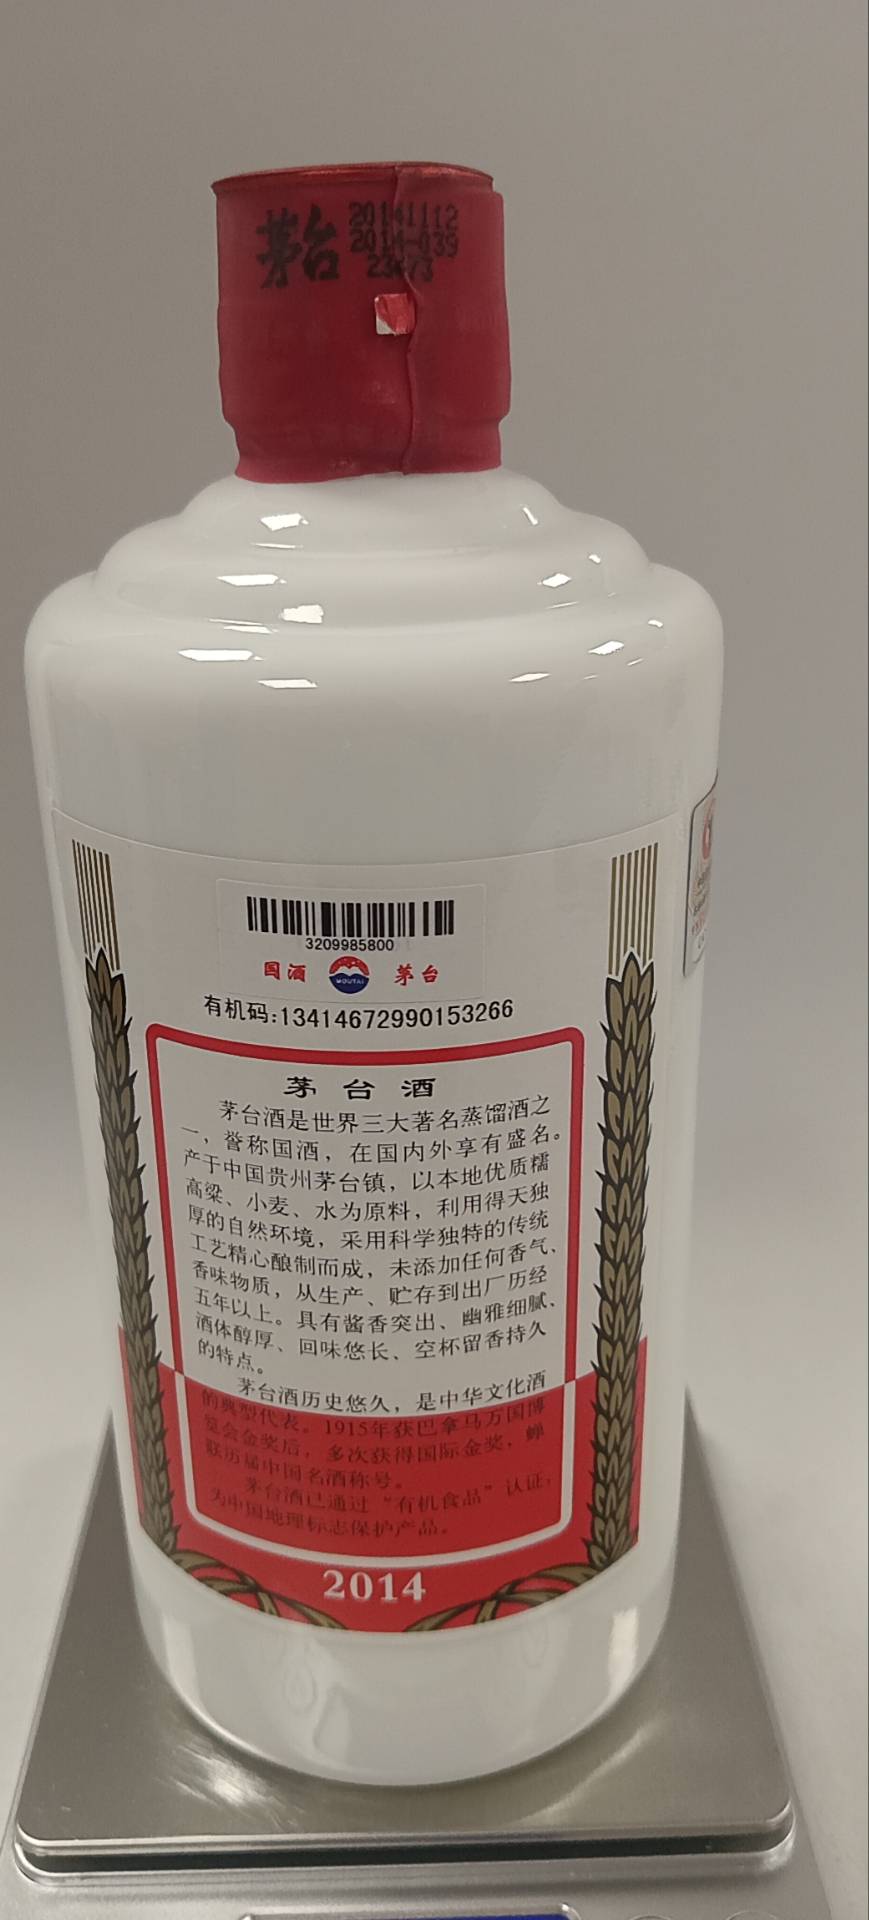 茅台
20141112
2014-039
3209985800
国酒 MOUTAI 茅台
有机码:13414672990153266
茅台酒
茅台酒是世界三大著名蒸馏酒之
一，誉称国酒，在国内外享有盛名。
产于中国贵州茅台镇，以本地优质糯
高粱、小麦、水为原料，利用得天独
厚的自然环境，采用科学独特的传统
工艺精心酿制而成，未添加任何香气、
香味物质，从生产、贮存到出厂历经
五年以上。具有酱香突出、幽雅细腻、
酒体醇厚、回味悠长、空杯留香持久
的特点。
茅台酒历史悠久，是中华文化酒
的典型代表。1915年获巴拿马万国博
览会金奖后，多次获得国际金奖，蝉
联历届中国名酒称号。
茅台酒已通过“有机食品”认证，
为中国地理标志保护产品。
2014